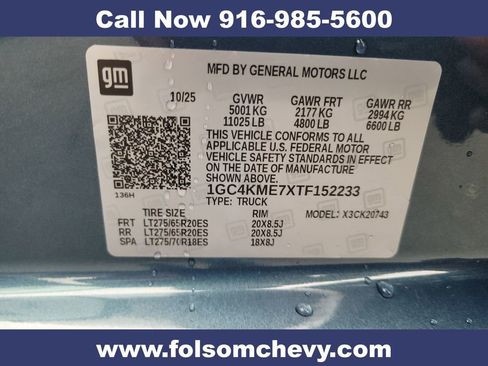 Call Now 916-985-5600
gm
MFD BY GENERAL MOTORS LLC
10/25 GVWR GAWR FRT GAWR RR
5001 KG 2177 KG 2994 KG
11025 LB 4800 LB 6600 LB
THIS VEHICLE CONFORMS TO ALL
APPLICABLE U.S. FEDERAL MOTOR
VEHICLE SAFETY STANDARDS IN EFFECT
ON THE DATE OF MANUFACTURE
SHOWN ABOVE.
136H
1GC4KME7XTF152233
TYPE: TRUCK
TIRE SIZE RIM MODEL: X3CK20743
FRT LT275/65R20ES 20X8.5J
RR LT275/65R20ES 20X8.5J
SPA LT275/70R18ES 18X8J
www.folsomchevy.com